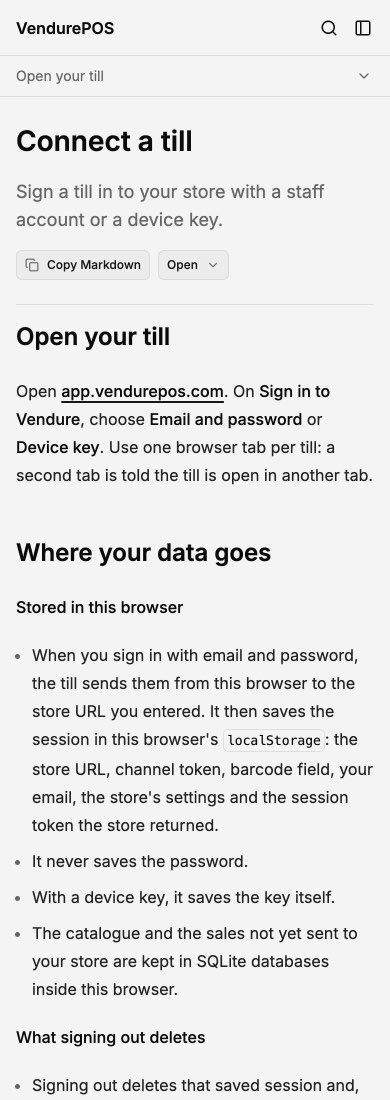 VendurePOS
Open your till
Connect a till
Sign a till in to your store with a staff
account or a device key.
Copy Markdown
Open
Open your till
Open app.vendurepos.com. On Sign in to
Vendure, choose Email and password or
Device key. Use one browser tab per till: a
second tab is told the till is open in another tab.
Where your data goes
Stored in this browser
When you sign in with email and password,
the till sends them from this browser to the
store URL you entered. It then saves the
session in this browser's localStorage: the
store URL, channel token, barcode field, your
email, the store's settings and the session
token the store returned.
It never saves the password.
With a device key, it saves the key itself.
The catalogue and the sales not yet sent to
your store are kept in SQLite databases
inside this browser.
What signing out deletes
Signing out deletes that saved session and,